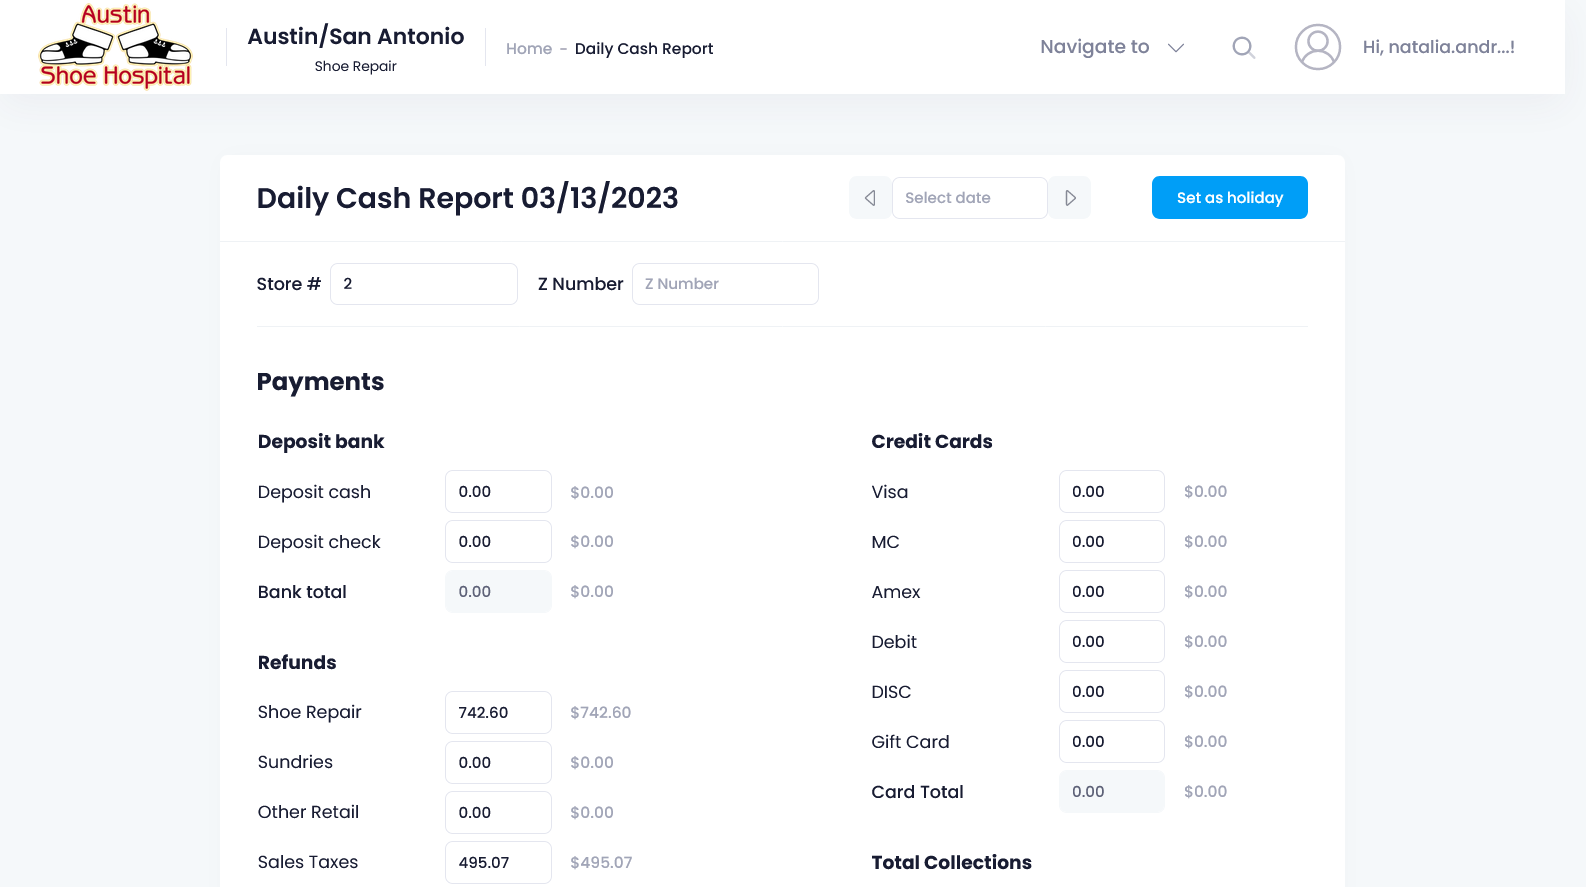 Austin
Shoe Hospital
Austin/San Antonio
Shoe Repair
Home - Daily Cash Report
Navigate to
Hi, natalia.andr...!
Daily Cash Report 03/13/2023
Select date
Set as holiday
Store # 2 Z Number Z Number
Payments
Deposit bank
Deposit cash 0.00 $0.00
Deposit check 0.00 $0.00
Bank total 0.00 $0.00
Refunds
Shoe Repair 742.60 $742.60
Sundries 0.00 $0.00
Other Retail 0.00 $0.00
Sales Taxes 495.07 $495.07
Credit Cards
Visa 0.00 $0.00
MC 0.00 $0.00
Amex 0.00 $0.00
Debit 0.00 $0.00
DISC 0.00 $0.00
Gift Card 0.00 $0.00
Card Total 0.00 $0.00
Total Collections